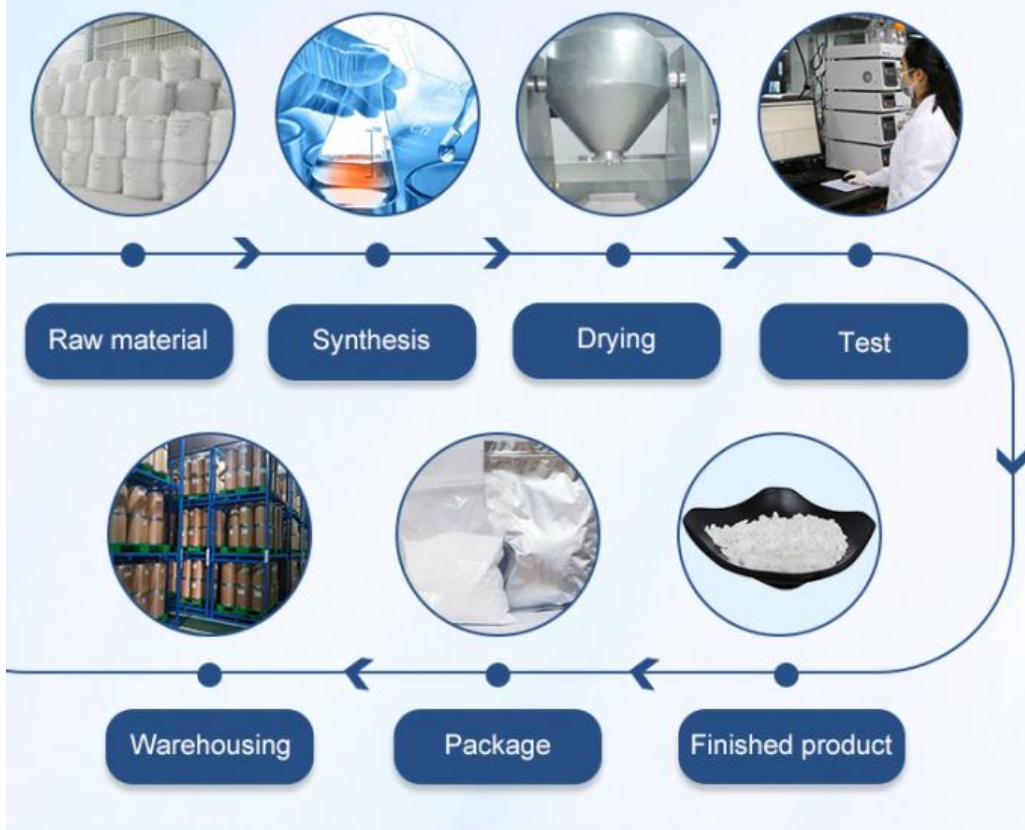 Raw material
Synthesis
Drying
Test
Warehousing
Package
Finished product